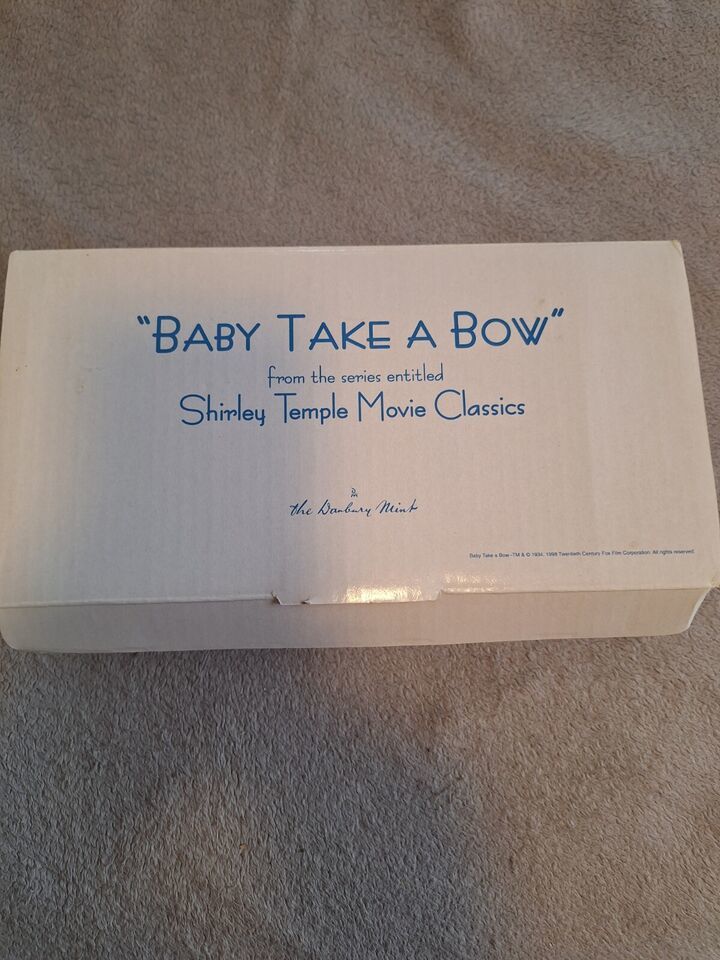 "BABY TAKE A BOW"
from the series entitled
Shirley Temple Movie Classics
DM
the Danbury Mint
Baby Take a Bow -TM & © 1934, 1998 Twentieth Century Fox Film Corporation. All rights reserved.